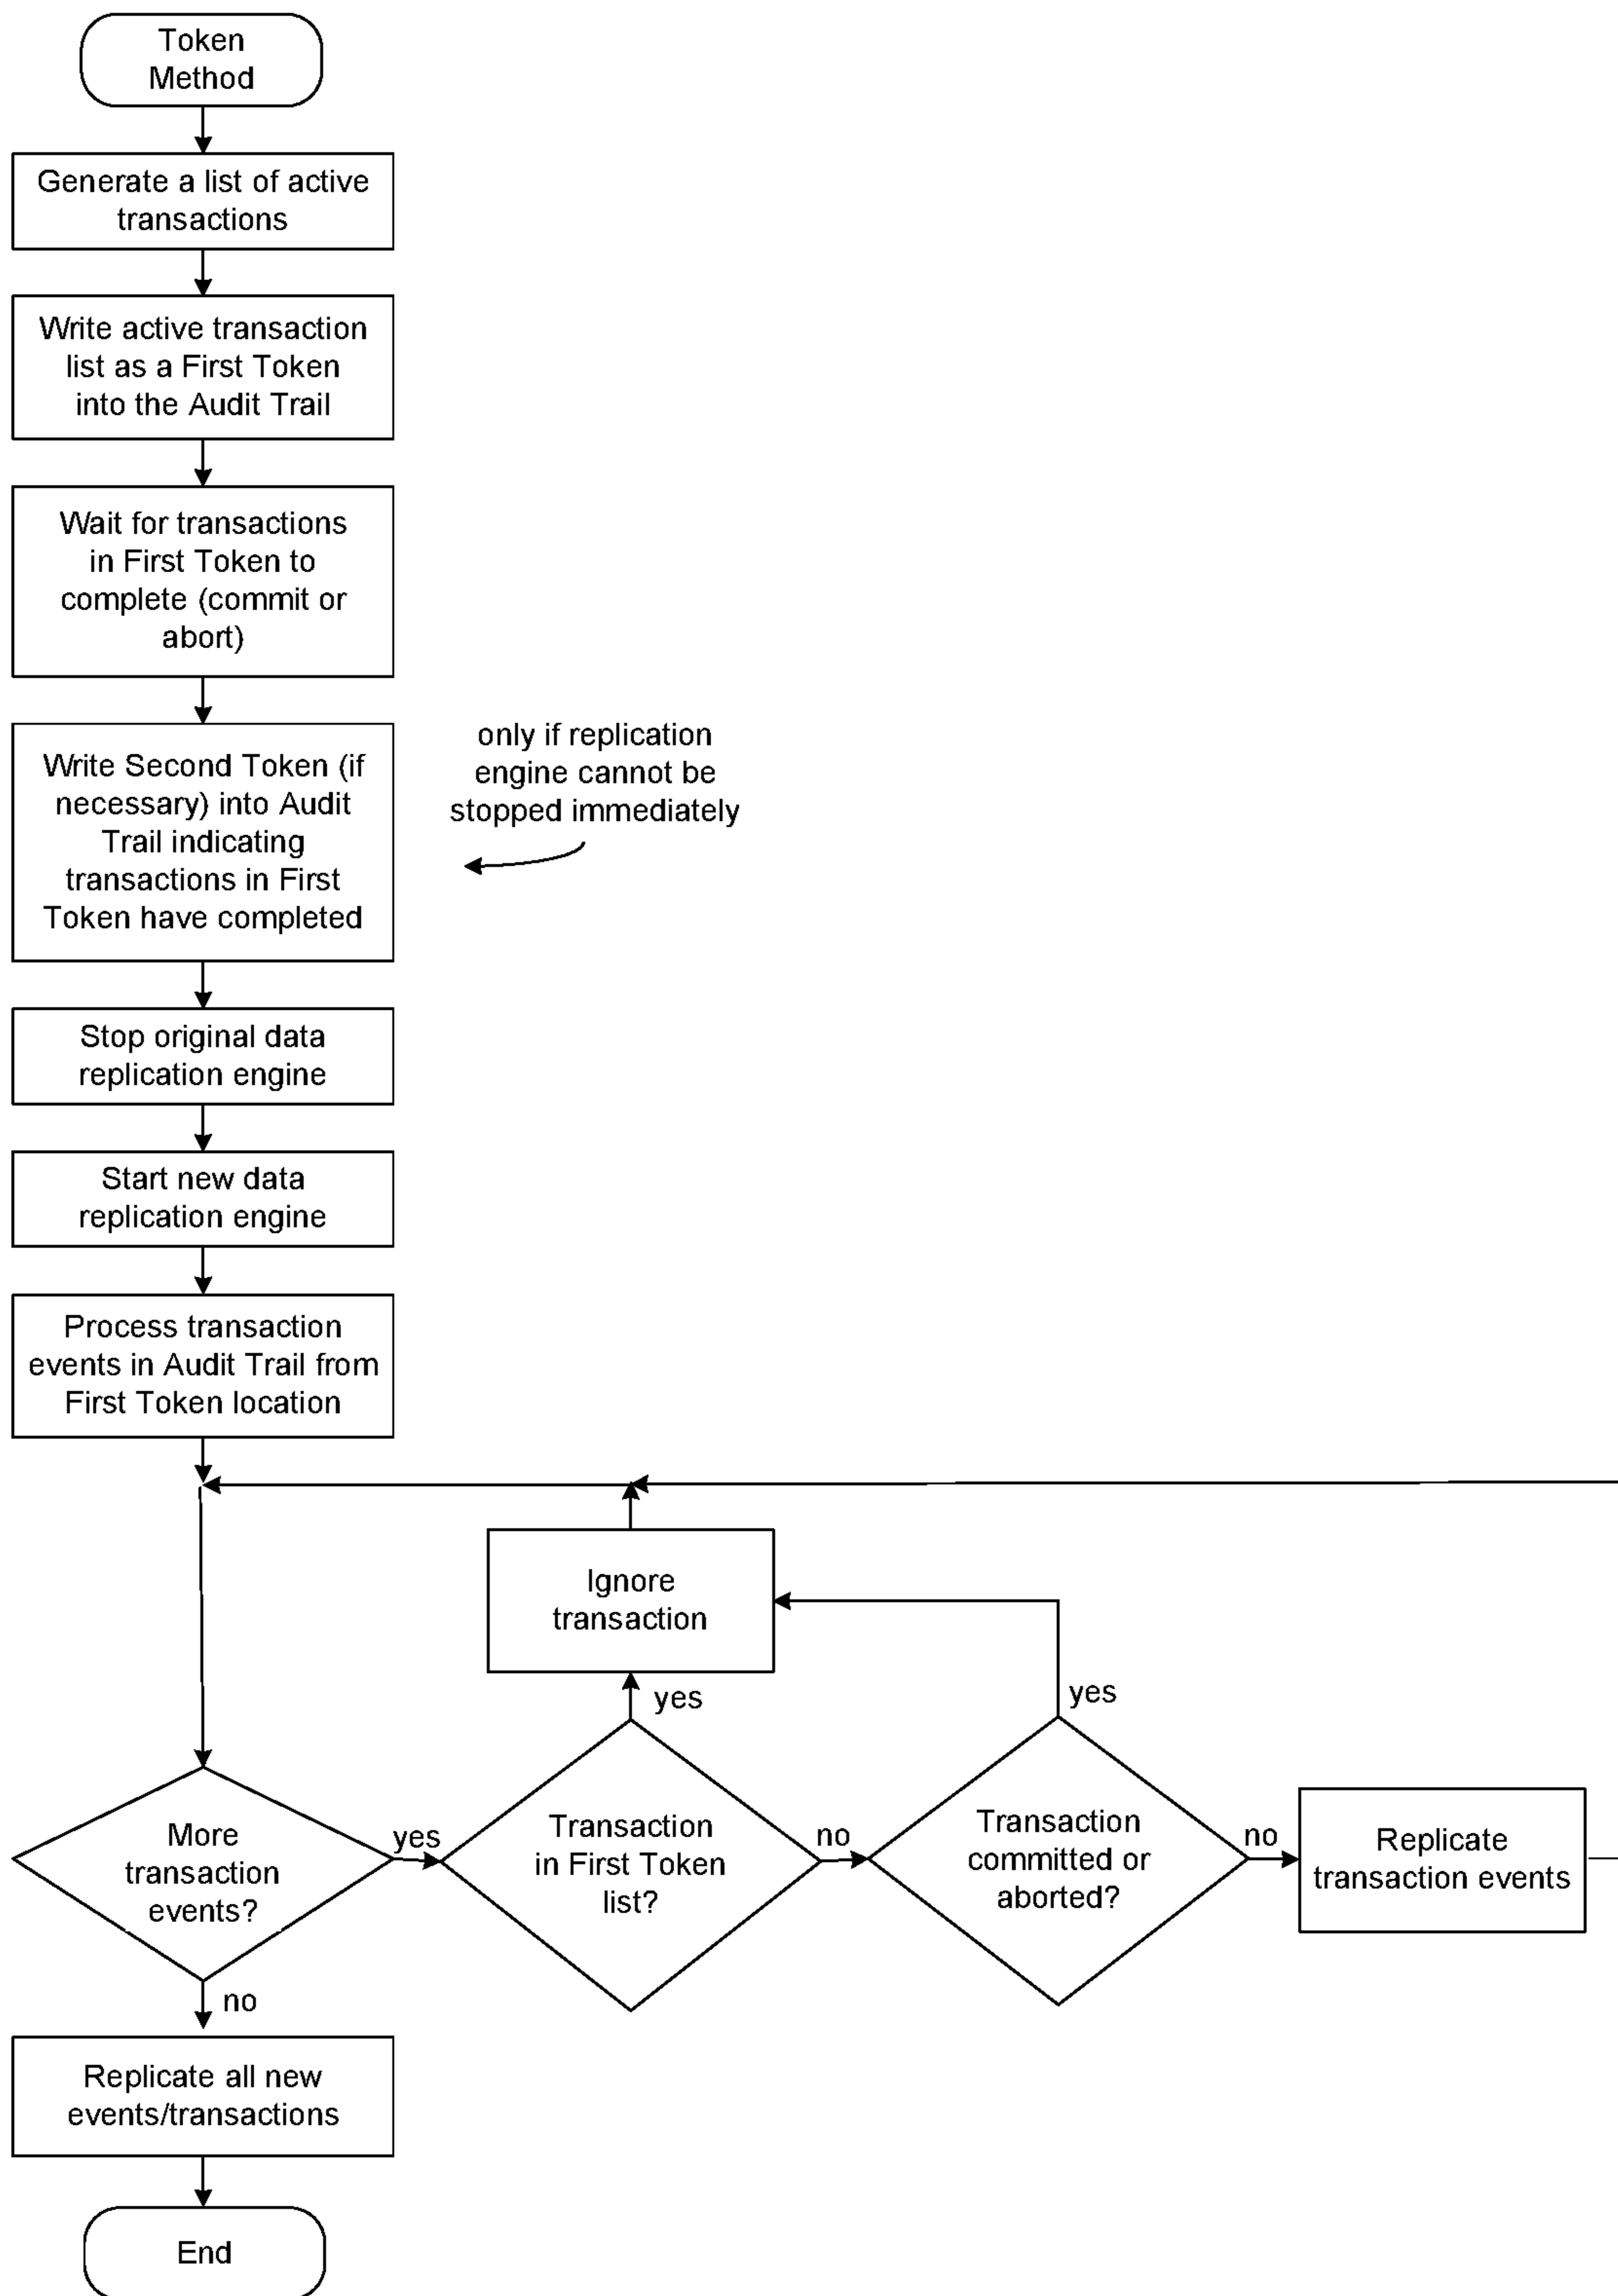 Token
Method
Generate a list of active
transactions
Write active transaction
list as a First Token
into the Audit Trail
Wait for transactions
in First Token to
complete (commit or
abort)
Write Second Token (if
necessary) into Audit
Trail indicating
transactions in First
Token have completed
only if replication
engine cannot be
stopped immediately
Stop original data
replication engine
Start new data
replication engine
Process transaction
events in Audit Trail from
First Token location
Ignore
transaction
yes
yes
More
transaction
events?
yes
Transaction
in First Token
list?
no
Transaction
committed or
aborted?
no
Replicate
transaction events
no
Replicate all new
events/transactions
End